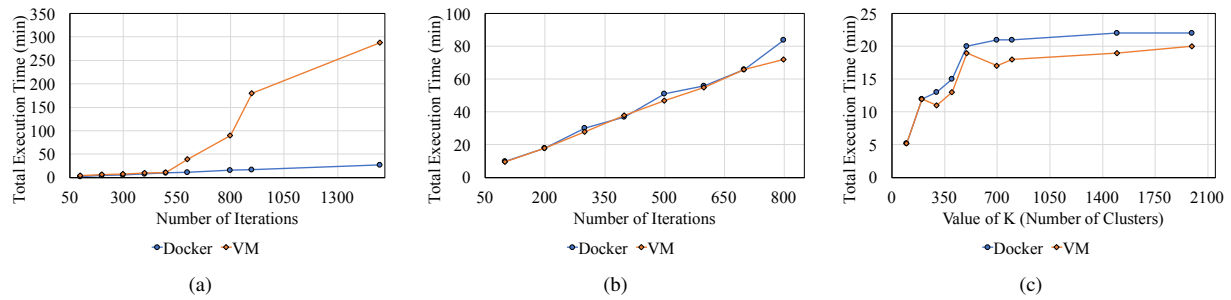 350
300
250
200
150
100
50
0
50 300 550 800 1050 1300
Total Execution Time (min)
Number of Iterations
Docker VM
(a)
100
80
60
40
20
0
50 200 350 500 650 800
Total Execution Time (min)
Number of Iterations
Docker VM
(b)
25
20
15
10
5
0
0 350 700 1050 1400 1750 2100
Total Execution Time (min)
Value of K (Number of Clusters)
Docker VM
(c)